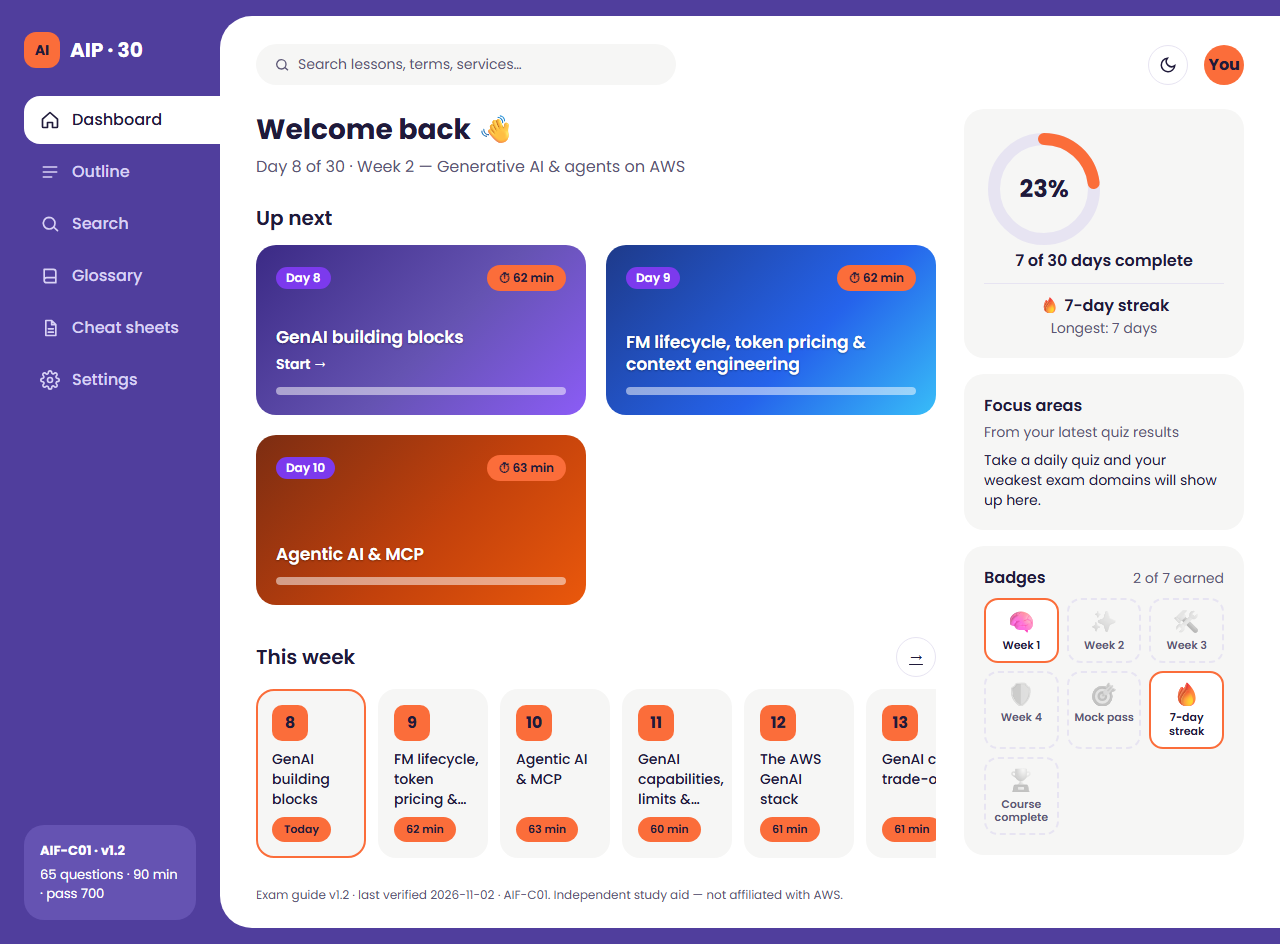 AI
AIP · 30
Dashboard
Outline
Search
Glossary
Cheat sheets
Settings
AIF-C01 · v1.2
65 questions · 90 min
· pass 700
Search lessons, terms, services…
You
Welcome back 👋
Day 8 of 30 · Week 2 — Generative AI & agents on AWS
Up next
Day 8
⏱ 62 min
GenAI building blocks
Start →
Day 9
⏱ 62 min
FM lifecycle, token pricing &
context engineering
Day 10
⏱ 63 min
Agentic AI & MCP
This week
→
8
GenAI
building
blocks
Today
9
FM lifecycle,
token
pricing &…
62 min
10
Agentic AI
& MCP
63 min
11
GenAI
capabilities,
limits &…
60 min
12
The AWS
GenAI
stack
61 min
13
GenAI c
trade-o
61 min
Exam guide v1.2 · last verified 2026-11-02 · AIF-C01. Independent study aid — not affiliated with AWS.
23%
7 of 30 days complete
🔥 7-day streak
Longest: 7 days
Focus areas
From your latest quiz results
Take a daily quiz and your
weakest exam domains will show
up here.
Badges
2 of 7 earned
Week 1
Week 2
Week 3
Week 4
Mock pass
7-day
streak
Course
complete